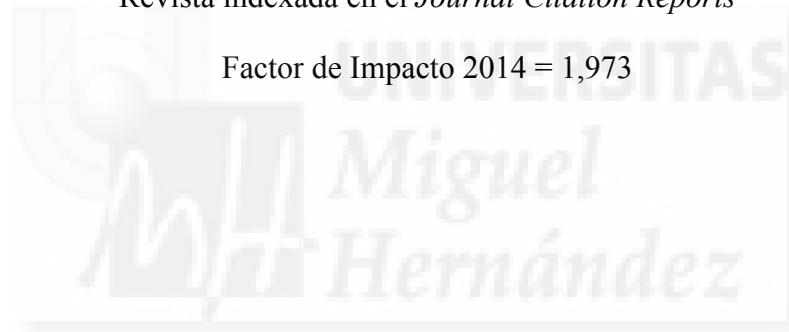 Revista indexada en el Journal Citation Reports
Factor de Impacto 2014 = 1,973
UNIVERSITAS
Miguel
Hernández